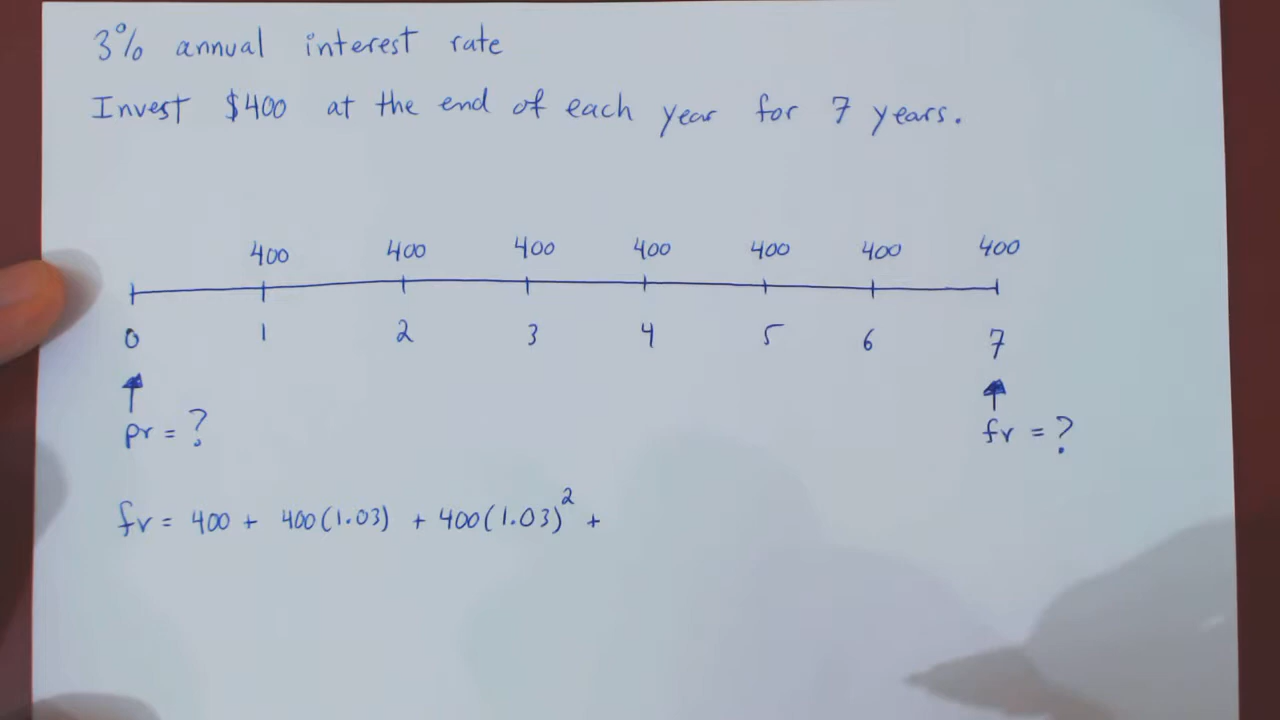 3% annual interest rate
Invest $400 at the end of each year for 7 years.
400 400 400 400 400 400 400
0 1 2 3 4 5 6 7
pv = ? fv = ?
fv = 400 + 400(1.03) + 400(1.03)² +